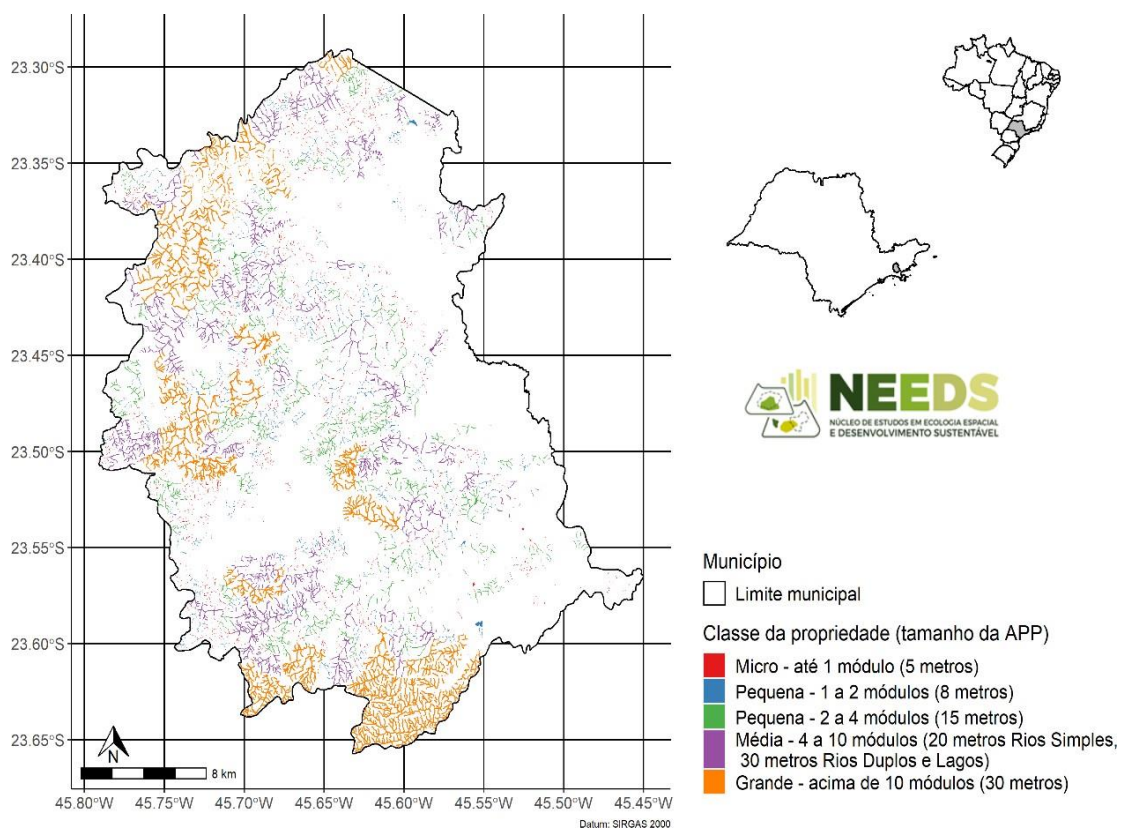 23.30°S
23.35°S
23.40°S
23.45°S
23.50°S
23.55°S
23.60°S
23.65°S
N
8 km
45.80°W
45.75°W
45.70°W
45.65°W
45.60°W
45.55°W
45.50°W
45.45°W
Datum: SIRGAS 2000
NEEDS
NÚCLEO DE ESTUDOS EM ECOLOGIA ESPACIAL
E DESENVOLVIMENTO SUSTENTÁVEL
Município
Limite municipal
Classe da propriedade (tamanho da APP)
Micro - até 1 módulo (5 metros)
Pequena - 1 a 2 módulos (8 metros)
Pequena - 2 a 4 módulos (15 metros)
Média - 4 a 10 módulos (20 metros Rios Simples,
30 metros Rios Duplos e Lagos)
Grande - acima de 10 módulos (30 metros)